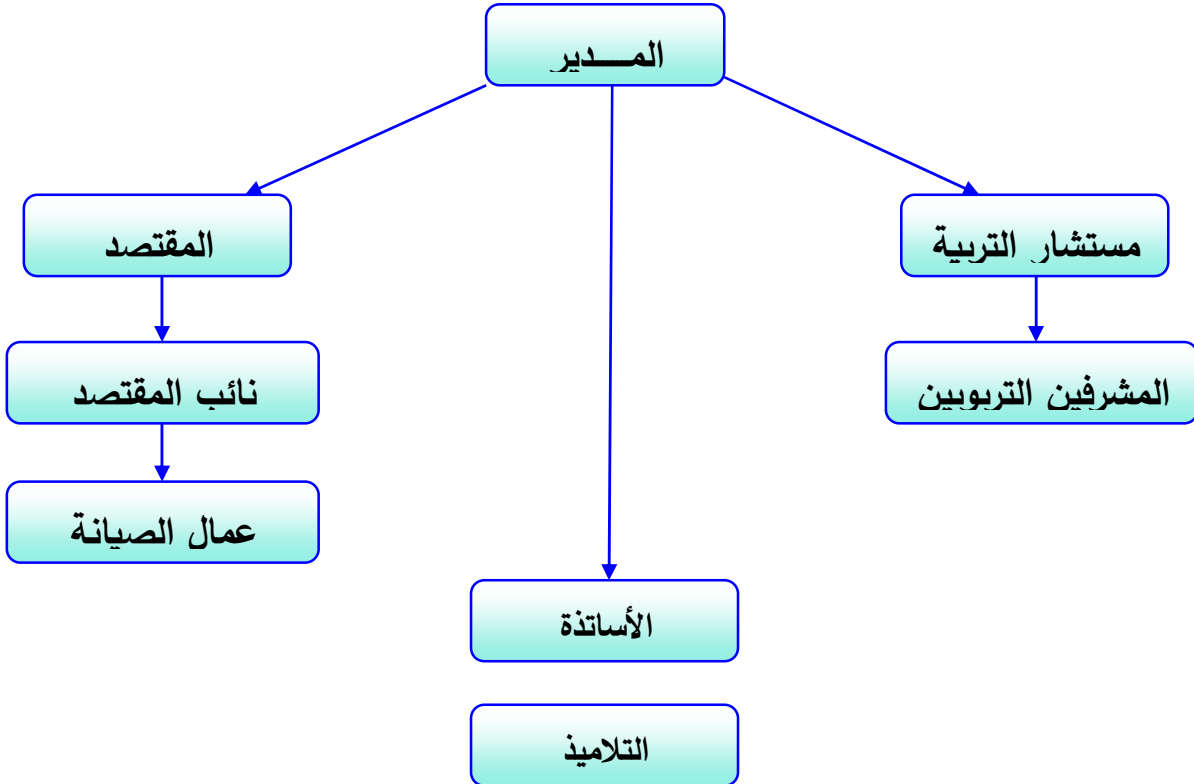 المـــدير
مستشار التربية
المقتصد
المشرفين التربويين
نائب المقتصد
عمال الصيانة
الأساتذة
التلاميذ